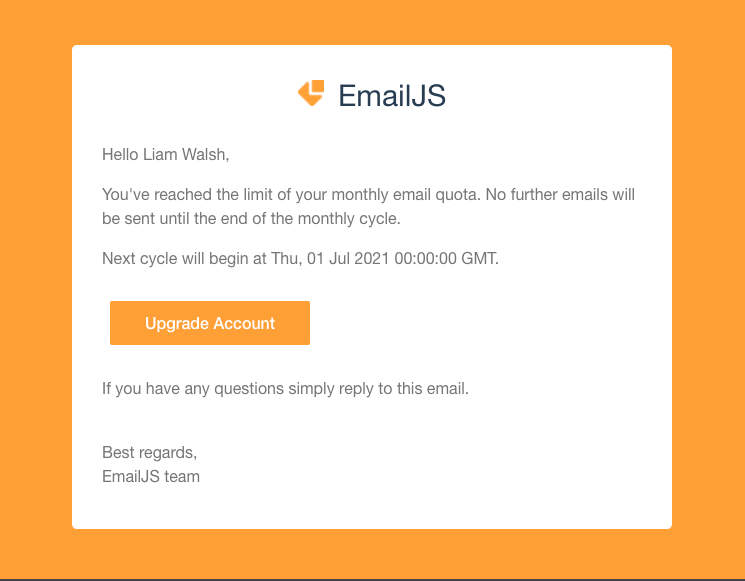 EmailJS
Hello Liam Walsh,
You've reached the limit of your monthly email quota. No further emails will
be sent until the end of the monthly cycle.
Next cycle will begin at Thu, 01 Jul 2021 00:00:00 GMT.
Upgrade Account
If you have any questions simply reply to this email.
Best regards,
EmailJS team